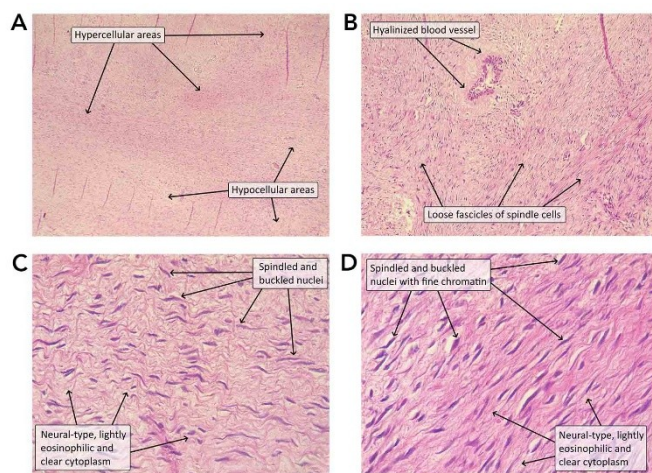 A
Hypercellular areas
Hypocellular areas
B
Hyalinized blood vessel
Loose fascicles of spindle cells
C
Spindled and
buckled nuclei
Neural-type, lightly
eosinophilic and
clear cytoplasm
D
Spindled and buckled
nuclei with fine chromatin
Neural-type, lightly
eosinophilic and
clear cytoplasm